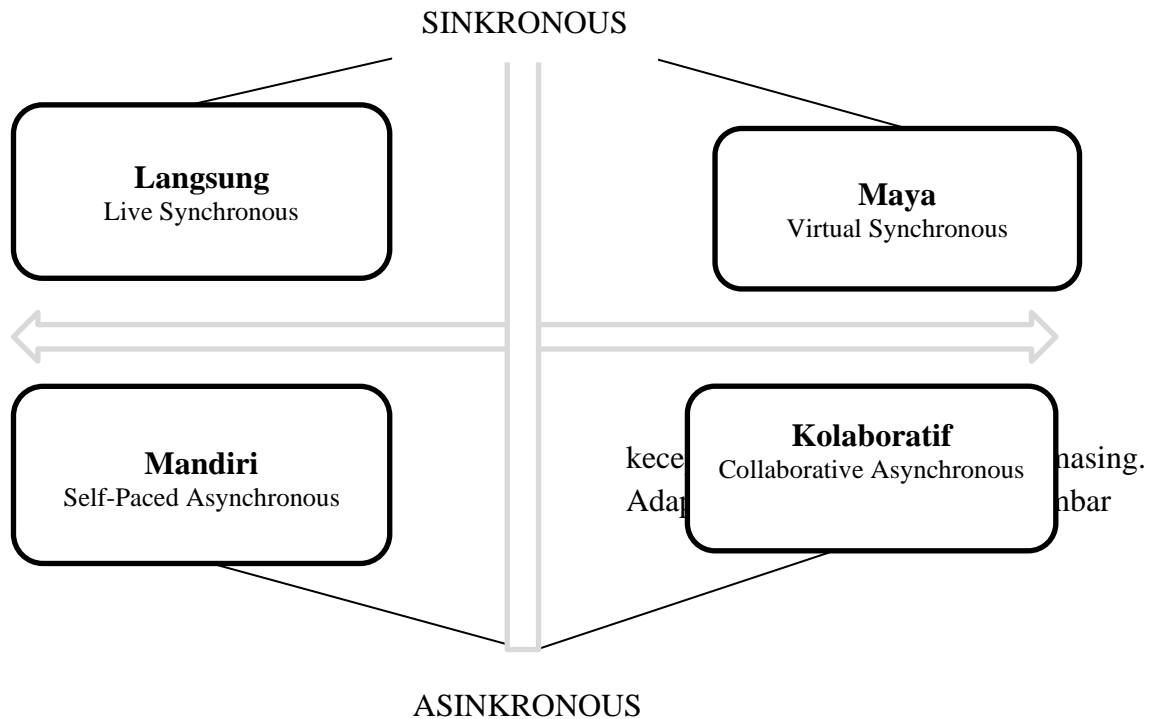 SINKRONOUS
Langsung
Live Synchronous
Maya
Virtual Synchronous
Mandiri
Self-Paced Asynchronous
Kolaboratif
Collaborative Asynchronous
ASINKRONOUS